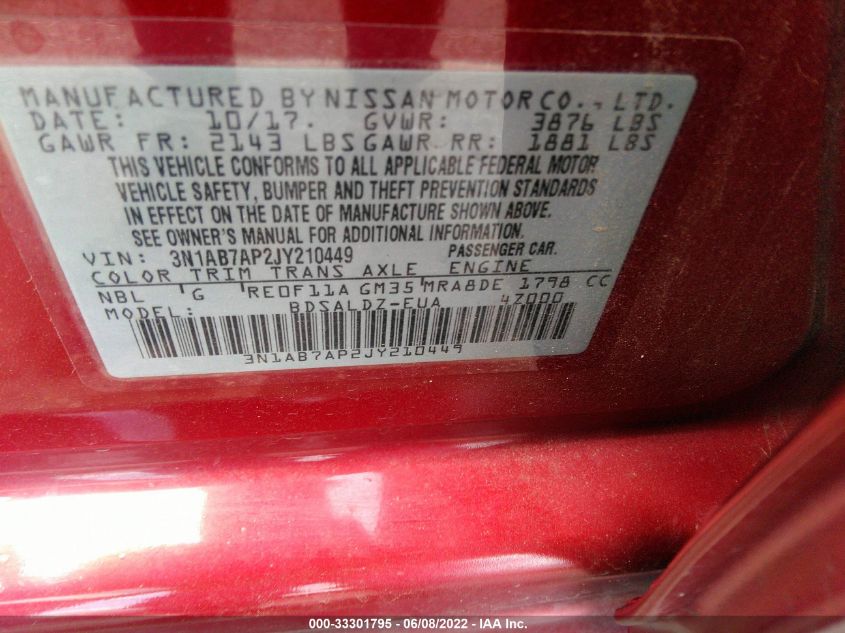 MANUFACTURED BY NISSAN MOTOR CO., LTD.
DATE: 10/17. GVWR: 3876 LBS
GAWR FR: 2143 LBS GAWR RR: 1881 LBS
THIS VEHICLE CONFORMS TO ALL APPLICABLE FEDERAL MOTOR
VEHICLE SAFETY, BUMPER AND THEFT PREVENTION STANDARDS
IN EFFECT ON THE DATE OF MANUFACTURE SHOWN ABOVE.
SEE OWNER'S MANUAL FOR ADDITIONAL INFORMATION.
VIN: 3N1AB7AP2JY210449 PASSENGER CAR.
COLOR TRIM TRANS AXLE ENGINE
NBL 'G RE0F11A GM35 MRA8DE 1798 CC
MODEL: BDSALDZ-EUA 47000
3N1AB7AP2JY210449
000-33301795 - 06/08/2022 - IAA Inc.